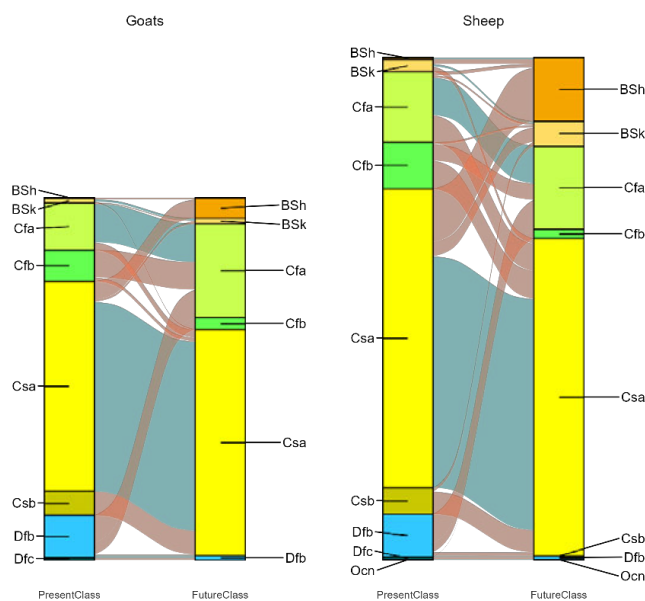 Goats
BSh
BSk
Cfa
Cfb
Csa
Csb
Dfb
Dfc
BSh
BSk
Cfa
Cfb
Csa
Dfb
PresentClass
FutureClass
Sheep
BSh
BSk
Cfa
Cfb
Csa
Csb
Dfb
Dfc
Ocn
BSh
BSk
Cfa
Cfb
Csa
Csb
Dfb
Ocn
PresentClass
FutureClass